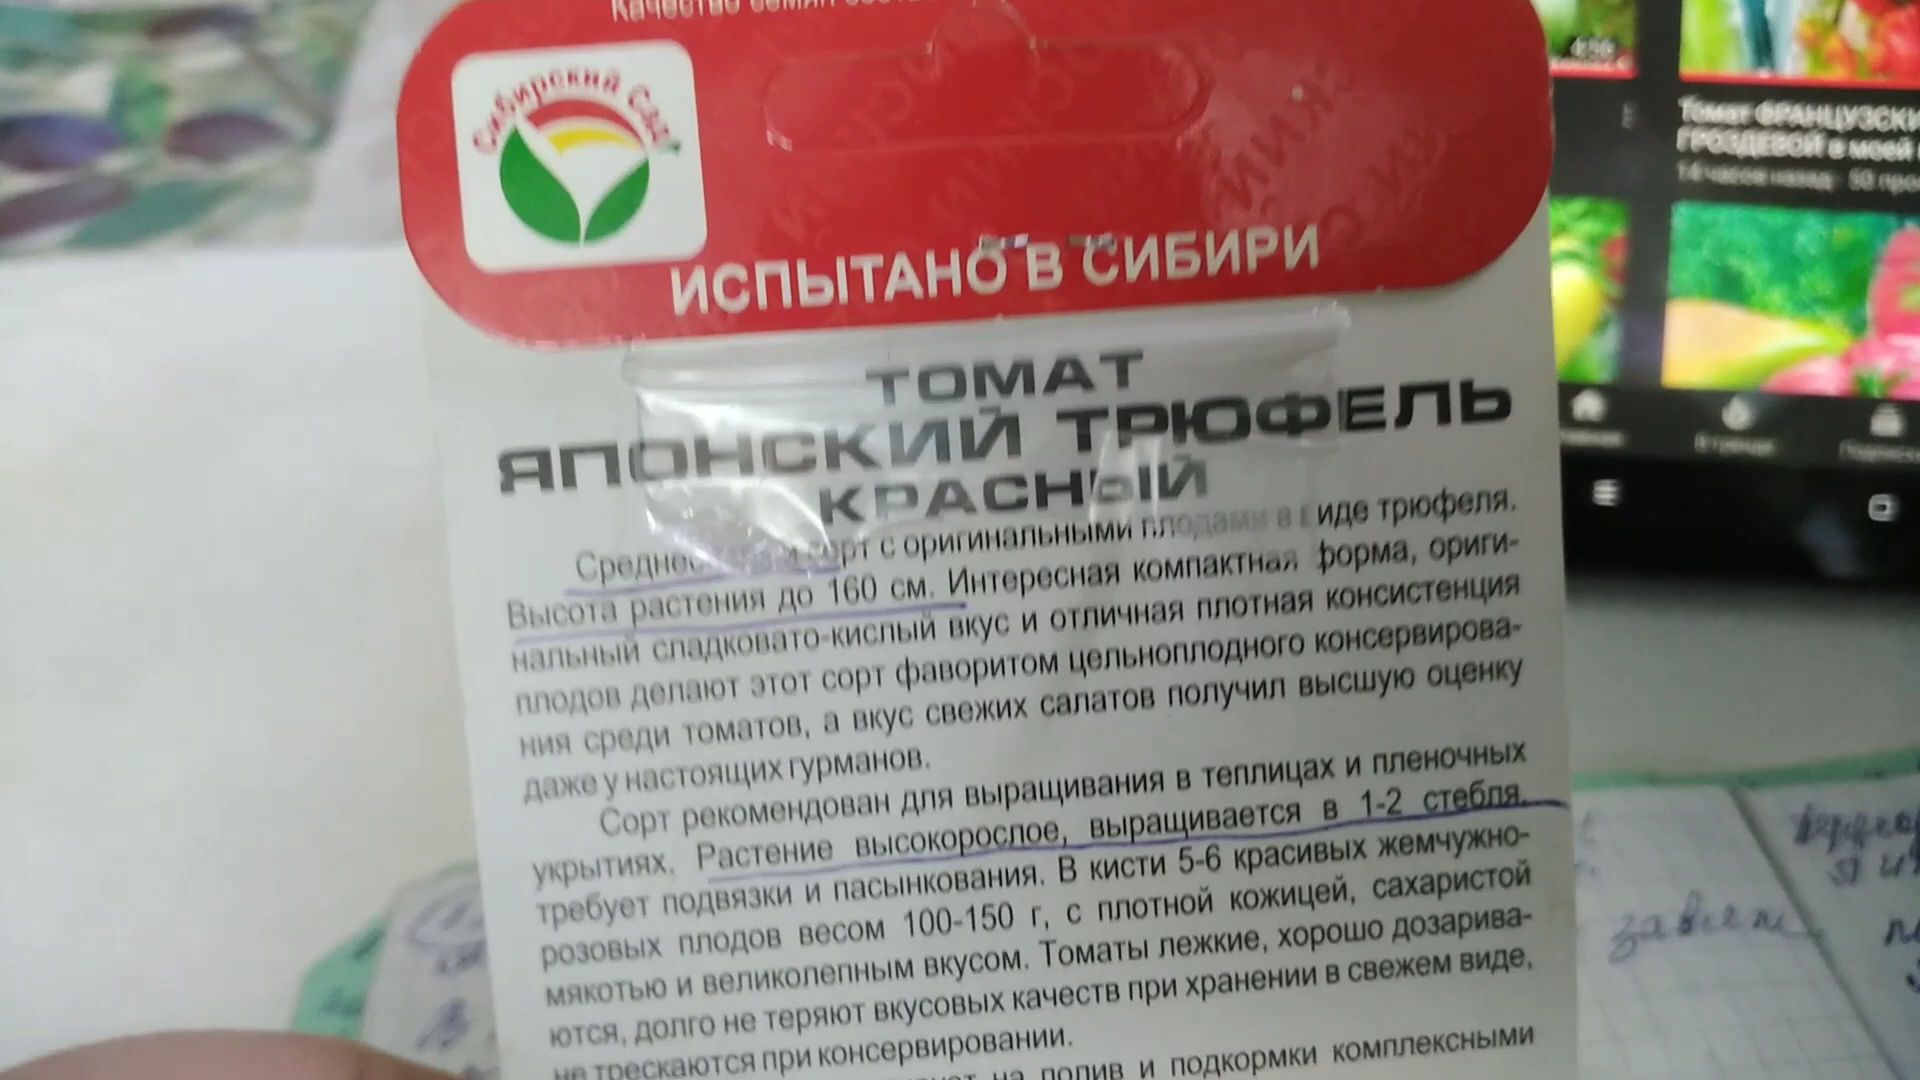 Качество семян
Сибирский Сад
ИСПЫТАНО В СИБИРИ
ТОМАТ
ЯПОНСКИЙ ТРЮФЕЛЬ
КРАСНЫЙ
сорт с оригинальными плодами в виде трюфеля.
Высота растения до 160 см. Интересная компактная форма, ориги-
нальный сладковато-кислый вкус и отличная плотная консистенция
плодов делают этот сорт фаворитом цельноплодного консервирова-
ния среди томатов, а вкус свежих салатов получил высшую оценку
даже у настоящих гурманов.
Сорт рекомендован для выращивания в теплицах и пленочных
укрытиях. Растение высокорослое, выращивается в 1-2 стебля,
требует подвязки и пасынкования. В кисти 5-6 красивых жемчужно-
розовых плодов весом 100-150 г, с плотной кожицей, сахаристой
мякотью и великолепным вкусом. Томаты лежкие, хорошо дозарива-
ются, долго не теряют вкусовых качеств при хранении в свежем виде,
не трескаются при консервировании.
на полив и подкормки комплексными
Томат ФРАНЦУЗСКИ
ГРОЗДЕВОЙ в моей
14 часов назад